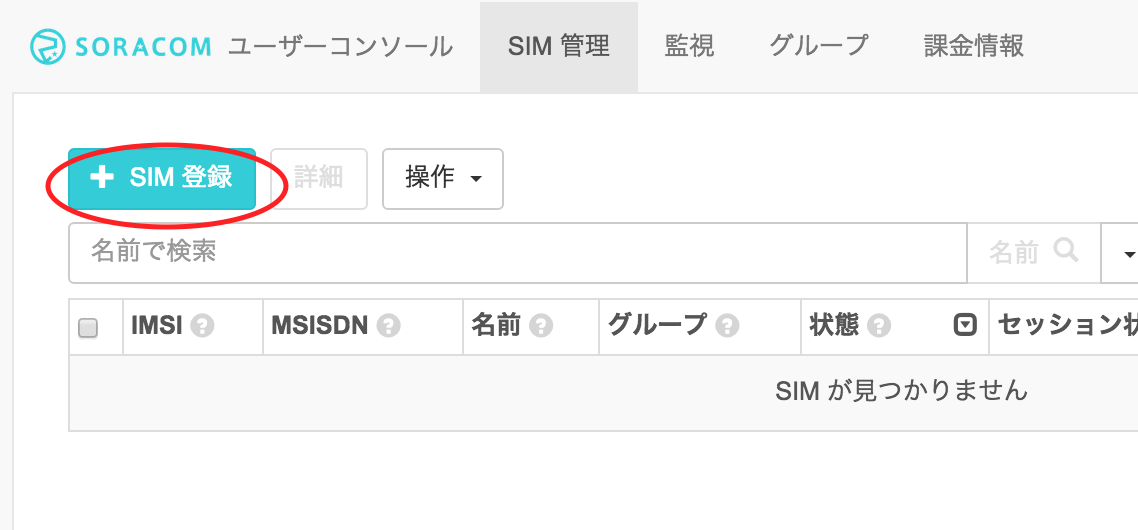 SORACOM ユーザーコンソール SIM 管理 監視 グループ 課金情報
SIM 登録 詳細 操作
名前で検索 名前
IMSI MSISDN 名前 グループ 状態 セッション状
SIM が見つかりません